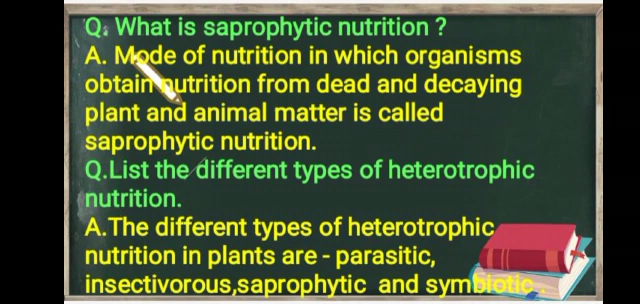 Q. What is saprophytic nutrition ?
A. Mode of nutrition in which organisms
obtain nutrition from dead and decaying
plant and animal matter is called
saprophytic nutrition.
Q.List the different types of heterotrophic
nutrition.
A.The different types of heterotrophic
nutrition in plants are - parasitic,
insectivorous,saprophytic and symbiotic .